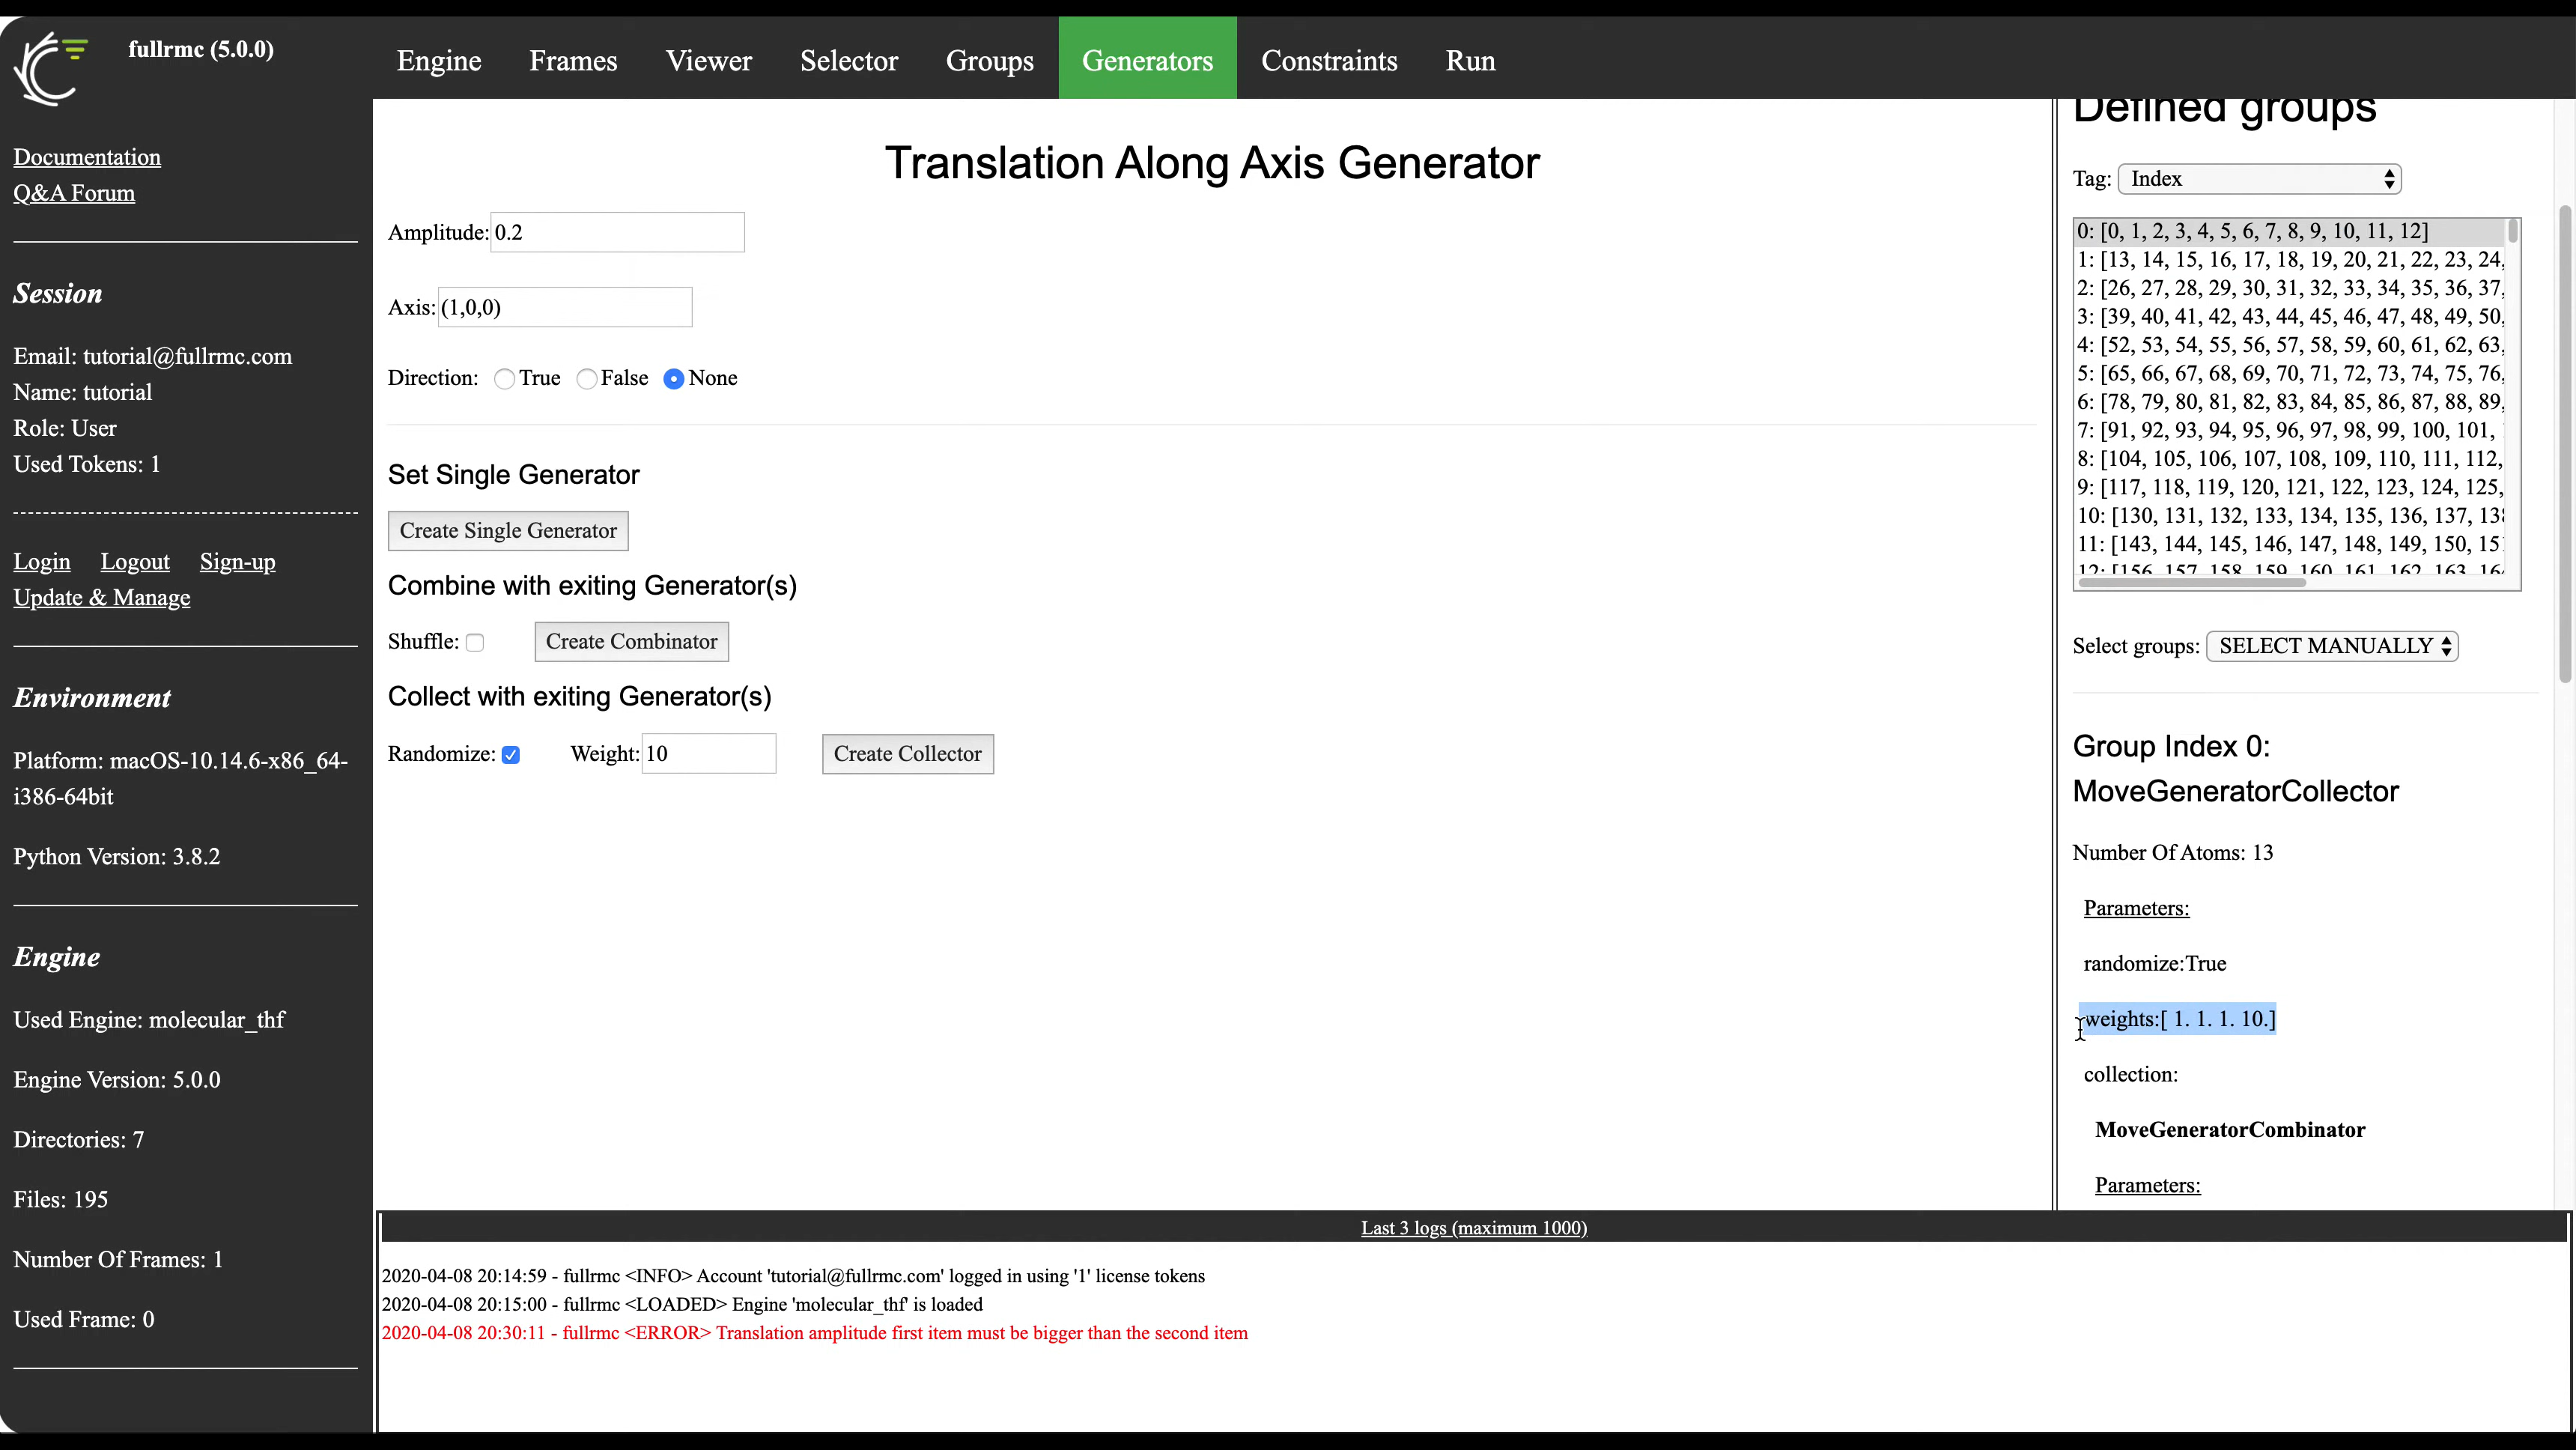 fullrmc (5.0.0)
Engine Frames Viewer Selector Groups Generators Constraints Run
Documentation
Q&A Forum
Session
Email: tutorial@fullrmc.com
Name: tutorial
Role: User
Used Tokens: 1
Login Logout Sign-up
Update & Manage
Environment
Platform: macOS-10.14.6-x86_64-
i386-64bit
Python Version: 3.8.2
Engine
Used Engine: molecular_thf
Engine Version: 5.0.0
Directories: 7
Files: 195
Number Of Frames: 1
Used Frame: 0
Translation Along Axis Generator
Amplitude: 0.2
Axis: (1,0,0)
Direction: True False None
Set Single Generator
Create Single Generator
Combine with exiting Generator(s)
Shuffle: Create Combinator
Collect with exiting Generator(s)
Randomize: Weight: 10 Create Collector
Defined groups
Tag: Index
0: [0, 1, 2, 3, 4, 5, 6, 7, 8, 9, 10, 11, 12]
1: [13, 14, 15, 16, 17, 18, 19, 20, 21, 22, 23, 24,
2: [26, 27, 28, 29, 30, 31, 32, 33, 34, 35, 36, 37,
3: [39, 40, 41, 42, 43, 44, 45, 46, 47, 48, 49, 50,
4: [52, 53, 54, 55, 56, 57, 58, 59, 60, 61, 62, 63,
5: [65, 66, 67, 68, 69, 70, 71, 72, 73, 74, 75, 76,
6: [78, 79, 80, 81, 82, 83, 84, 85, 86, 87, 88, 89,
7: [91, 92, 93, 94, 95, 96, 97, 98, 99, 100, 101,
8: [104, 105, 106, 107, 108, 109, 110, 111, 112,
9: [117, 118, 119, 120, 121, 122, 123, 124, 125,
10: [130, 131, 132, 133, 134, 135, 136, 137,
11: [143, 144, 145, 146, 147, 148, 149, 150,
12: [156, 157, 158, 159, 160, 161, 162, 163,
Select groups: SELECT MANUALLY
Group Index 0:
MoveGeneratorCollector
Number Of Atoms: 13
Parameters:
randomize:True
weights:[ 1. 1. 1. 10.]
collection:
MoveGeneratorCombinator
Parameters:
Last 3 logs (maximum 1000)
2020-04-08 20:14:59 - fullrmc <INFO> Account 'tutorial@fullrmc.com' logged in using '1' license tokens
2020-04-08 20:15:00 - fullrmc <LOADED> Engine 'molecular_thf' is loaded
2020-04-08 20:30:11 - fullrmc <ERROR> Translation amplitude first item must be bigger than the second item